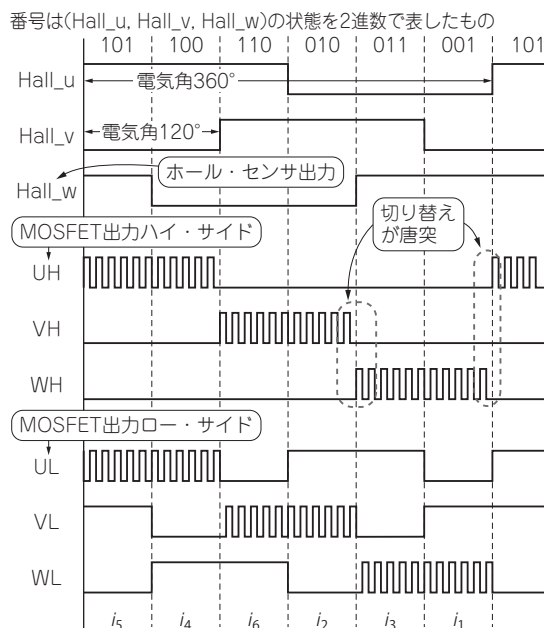 番号は(Hall_u, Hall_v, Hall_w)の状態を2進数で表したもの
101 100 110 010 011 001 101
Hall_u
電気角360°
Hall_v
電気角120°
ホール・センサ出力
Hall_w
切り替え
が唐突
MOSFET出力ハイ・サイド
UH
VH
WH
MOSFET出力ロー・サイド
UL
VL
WL
i5 i4 i6 i2 i3 i1